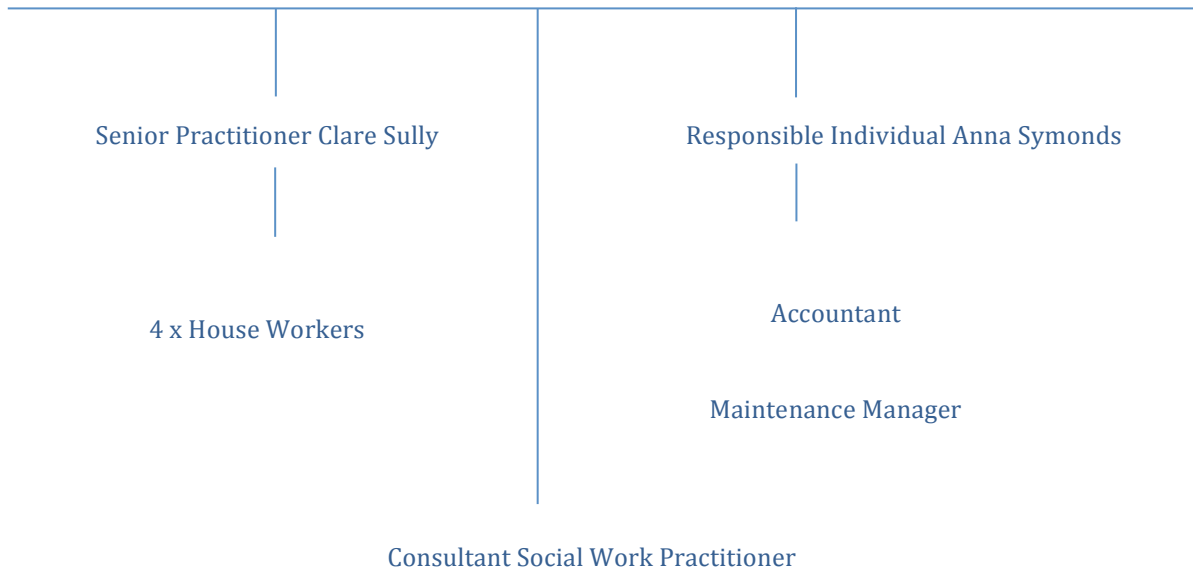 Senior Practitioner Clare Sully
Responsible Individual Anna Symonds
4 x House Workers
Accountant
Maintenance Manager
Consultant Social Work Practitioner